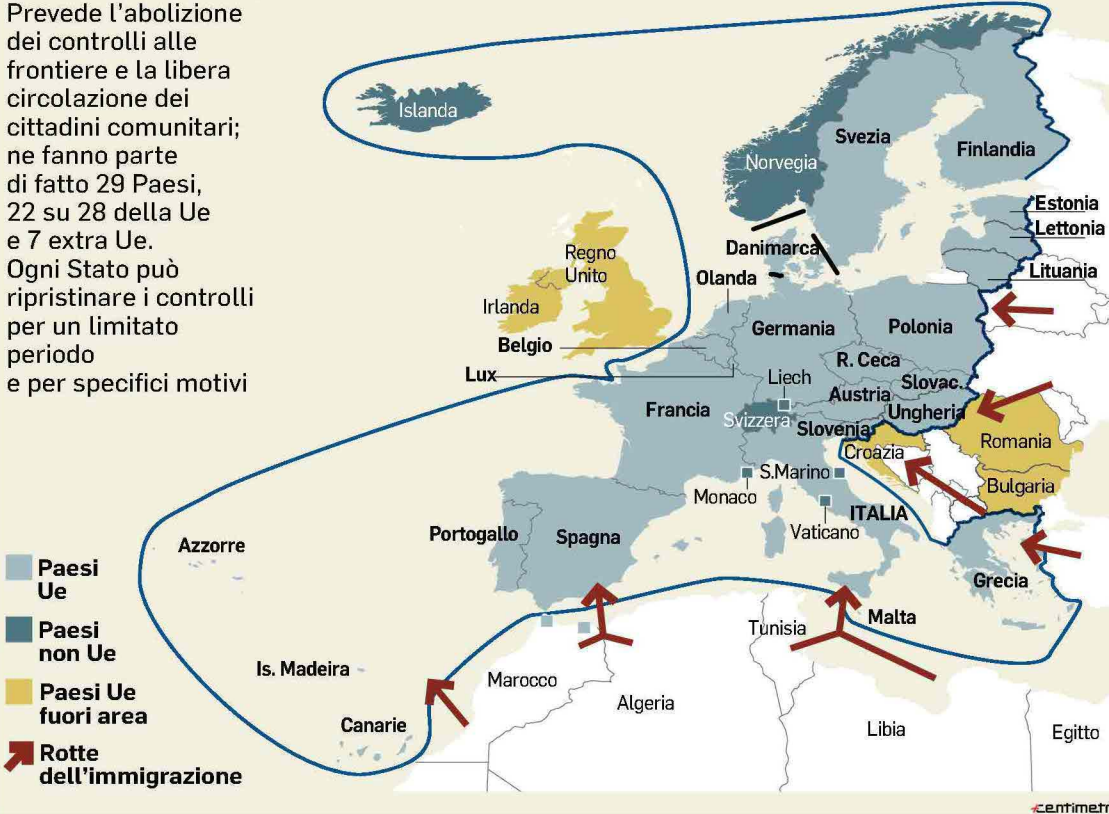 Prevede l'abolizione
dei controlli alle
frontiere e la libera
circolazione dei
cittadini comunitari;
ne fanno parte
di fatto 29 Paesi,
22 su 28 della Ue
e 7 extra Ue.
Ogni Stato può
ripristinare i controlli
per un limitato
periodo
e per specifici motivi
Islanda
Norvegia
Svezia
Finlandia
Estonia
Lettonia
Lituania
Danimarca
Regno
Unito
Irlanda
Olanda
Belgio
Lux
Germania
Polonia
R. Ceca
Slovac.
Liech
Austria
Ungheria
Francia
Svizzera
Slovenia
Croazia
Romania
Bulgaria
S.Marino
Monaco
Vaticano
ITALIA
Portogallo
Spagna
Grecia
Malta
Azzorre
Is. Madeira
Canarie
Marocco
Algeria
Tunisia
Libia
Egitto
Paesi
Ue
Paesi
non Ue
Paesi Ue
fuori area
Rotte
dell'immigrazione
centimetr